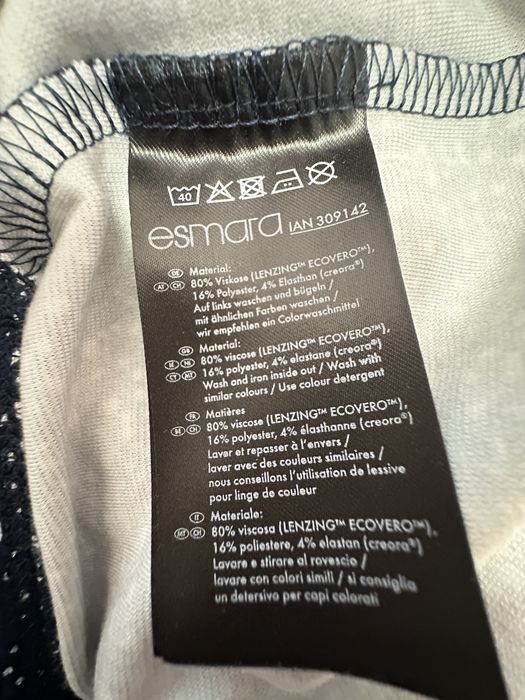 40
esmara IAN 309142
DE Material:
AT CH 80% Viskose (LENZING™ ECOVERO™),
16% Polyester, 4% Elasthan (creora®)
Auf links waschen und bügeln /
mit ähnlichen Farben waschen /
wir empfehlen ein Colorwaschmittel
GB Material:
IE NI 80% viscose (LENZING™ ECOVERO™),
CY MT 16% polyester, 4% elastane (creora®)
Wash and iron inside out / Wash with
similar colours / Use colour detergent
FR Matières
BE CH 80% viscose (LENZING™ ECOVERO™),
16% polyester, 4% élasthanne (creora®)
Laver et repasser à l'envers /
laver avec des couleurs similaires /
nous conseillons l'utilisation de lessive
pour linge de couleur
IT Materiale:
MT CH 80% viscosa (LENZING™ ECOVERO™),
16% poliestere, 4% elastan (creora®)
Lavare e stirare al rovescio /
lavare con colori simili / si consiglia
un detersivo per capi colorati